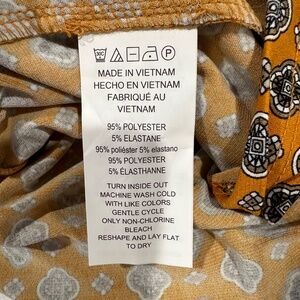 MADE IN VIETNAM
HECHO EN VIETNAM
FABRIQUÉ AU
VIETNAM
95% POLYESTER
5% ELASTANE
95% poliéster 5% elastano
95% POLYESTER
5% ÉLASTHANNE
TURN INSIDE OUT
MACHINE WASH COLD
WITH LIKE COLORS
GENTLE CYCLE
ONLY NON-CHLORINE
BLEACH
RESHAPE AND LAY FLAT
TO DRY